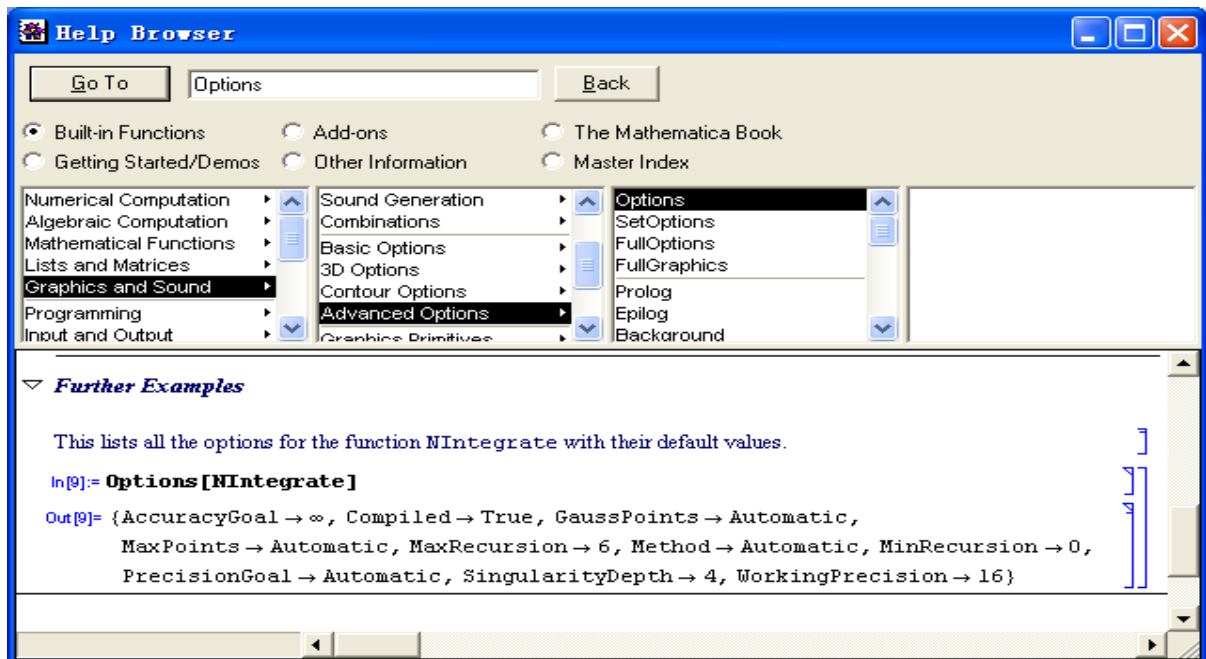 Help Browser
Go To Options Back
Built-in Functions Add-ons The Mathematica Book
Getting Started/Demos Other Information Master Index
Numerical Computation
Algebraic Computation
Mathematical Functions
Lists and Matrices
Graphics and Sound
Programming
Input and Output
Sound Generation
Combinations
Basic Options
3D Options
Contour Options
Advanced Options
Graphics Primitives
Options
SetOptions
FullOptions
FullGraphics
Prolog
Epilog
Background
Further Examples
This lists all the options for the function NIntegrate with their default values.
In[9]:= Options[NIntegrate]
Out[9]= {AccuracyGoal → ∞, Compiled → True, GaussPoints → Automatic,
MaxPoints → Automatic, MaxRecursion → 6, Method → Automatic, MinRecursion → 0,
PrecisionGoal → Automatic, SingularityDepth → 4, WorkingPrecision → 16}